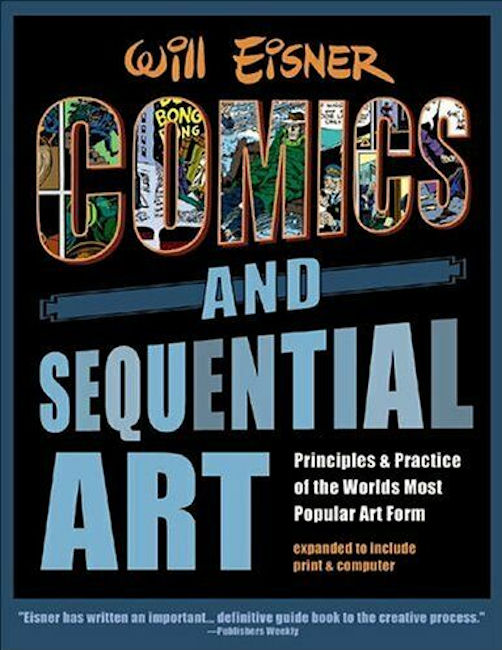 Will EISNER
COMICS
BONG
AND
SEQUENTIAL
ART
Principles & Practice
of the Worlds Most
Popular Art Form
expanded to include
print & computer
"Eisner has written an important... definitive guide book to the creative process."
—Publishers Weekly